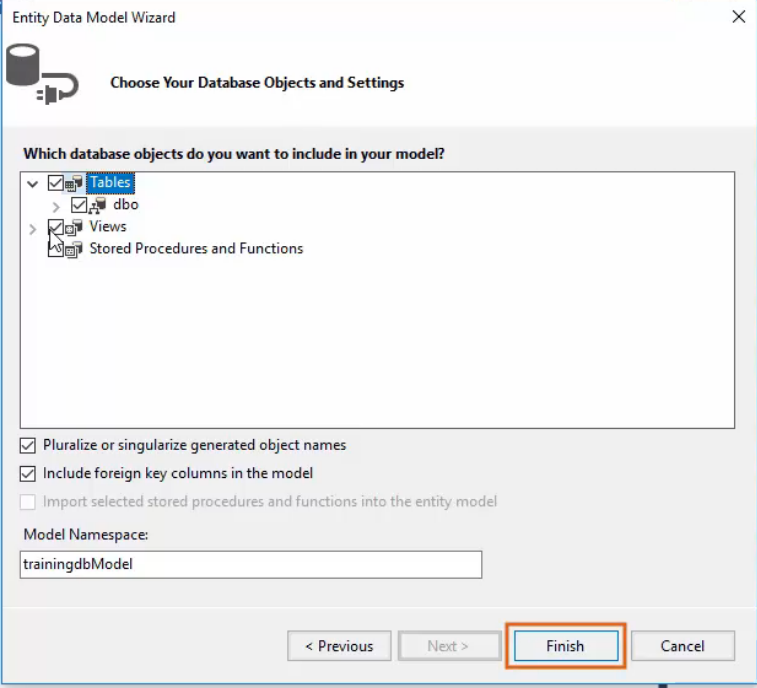 Entity Data Model Wizard
Choose Your Database Objects and Settings
Which database objects do you want to include in your model?
Tables
dbo
Views
Stored Procedures and Functions
Pluralize or singularize generated object names
Include foreign key columns in the model
Import selected stored procedures and functions into the entity model
Model Namespace:
trainingdbModel
< Previous Next > Finish Cancel